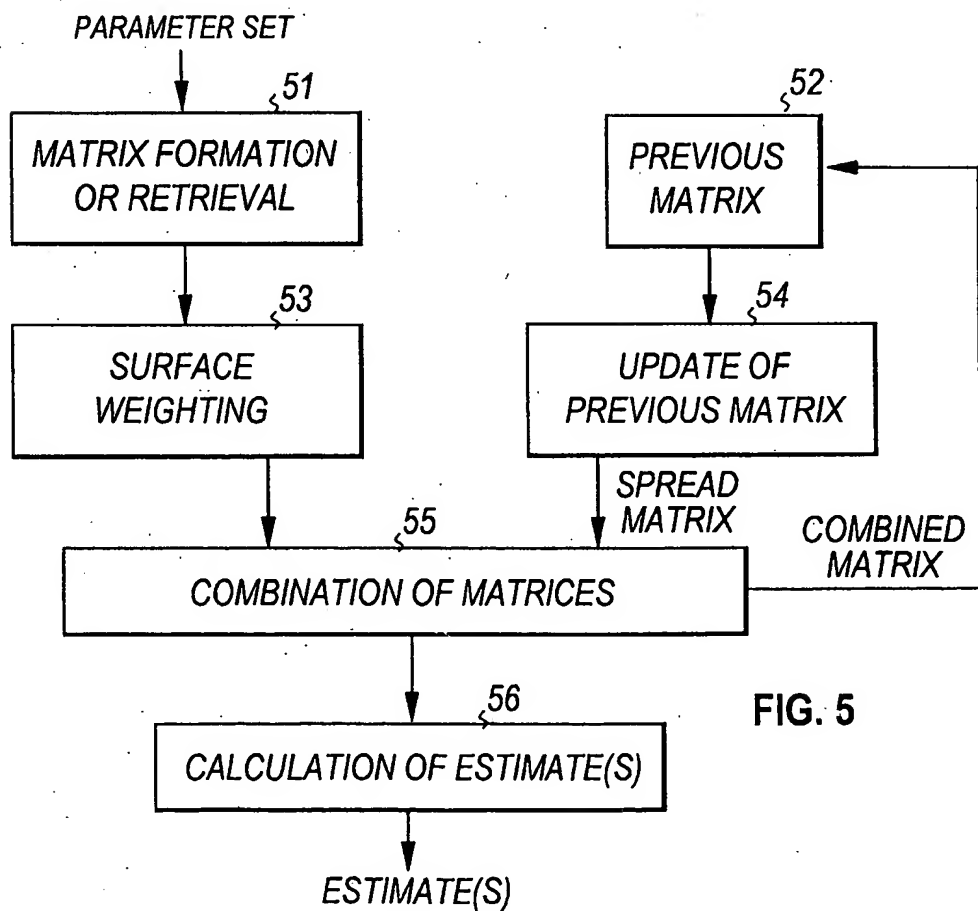 PARAMETER SET
51
MATRIX FORMATION
OR RETRIEVAL
52
PREVIOUS
MATRIX
53
SURFACE
WEIGHTING
54
UPDATE OF
PREVIOUS MATRIX
SPREAD
MATRIX
55
COMBINATION OF MATRICES
COMBINED
MATRIX
56
CALCULATION OF ESTIMATE(S)
FIG. 5
ESTIMATE(S)